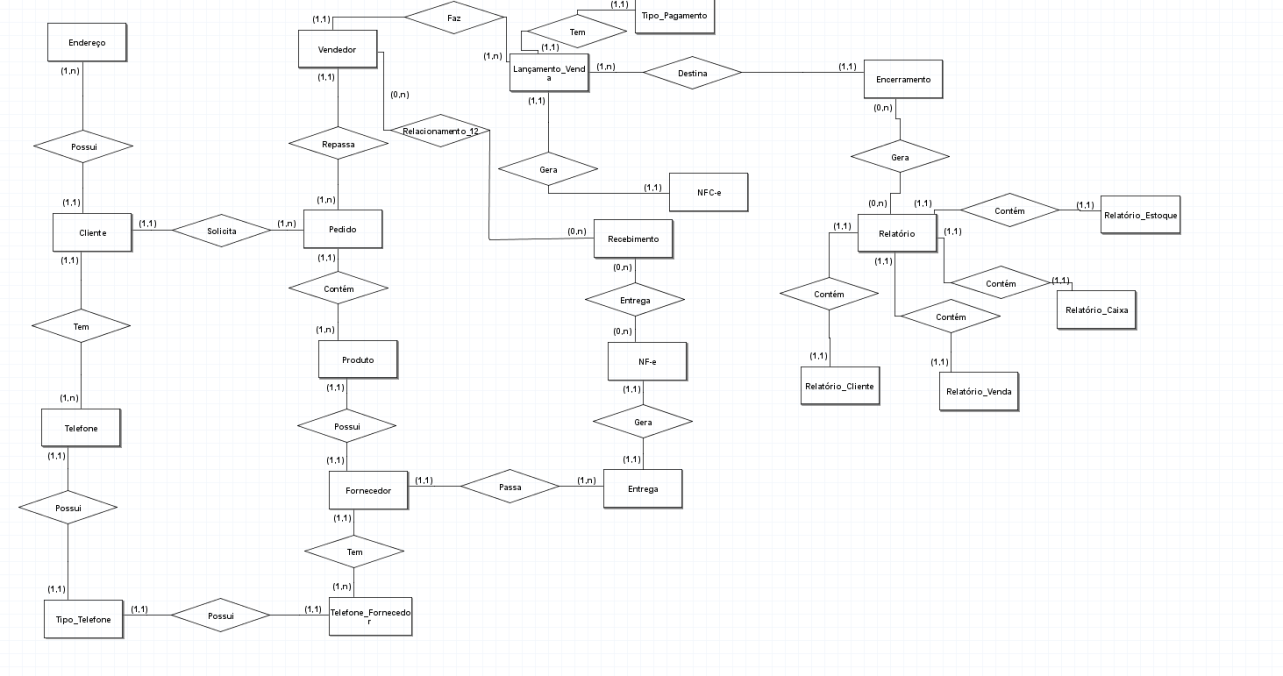 Faz
(1,1)
Tipo_Pagamento
(1,1)
Tem
Endereço
Vendedor
(1,1)
(1,n)
Lançamento_Vend
a
(1,n)
Destina
(1,1)
Encerramento
(1,n)
(1,1)
(0,n)
(1,1)
(0,n)
Relacionamento_12
Possui
Repassa
Gera
Gera
(1,1)
NFC-e
(1,1)
(1,n)
(0,n)
(1,1)
Contém
(1,1)
Relatório_Estoque
Cliente
(1,1)
Solicita
(1,n)
Pedido
(0,n)
Recebimento
(1,1)
Relatório
(1,1)
(1,1)
(1,1)
(0,n)
(1,1)
Contém
Entrega
Contém
Contém
(1,1)
Relatório_Caixa
Contém
Tem
(1,n)
(0,n)
(1,1)
(1,1)
Produto
NF-e
Relatório_Cliente
Relatório_Venda
(1,n)
(1,1)
(1,1)
Telefone
Possui
Gera
(1,1)
(1,1)
(1,1)
Fornecedor
(1,1)
Passa
(1,n)
Entrega
Possui
(1,1)
Tem
(1,1)
(1,n)
Tipo_Telefone
(1,1)
Possui
(1,1)
Telefone_Fornecedo
r